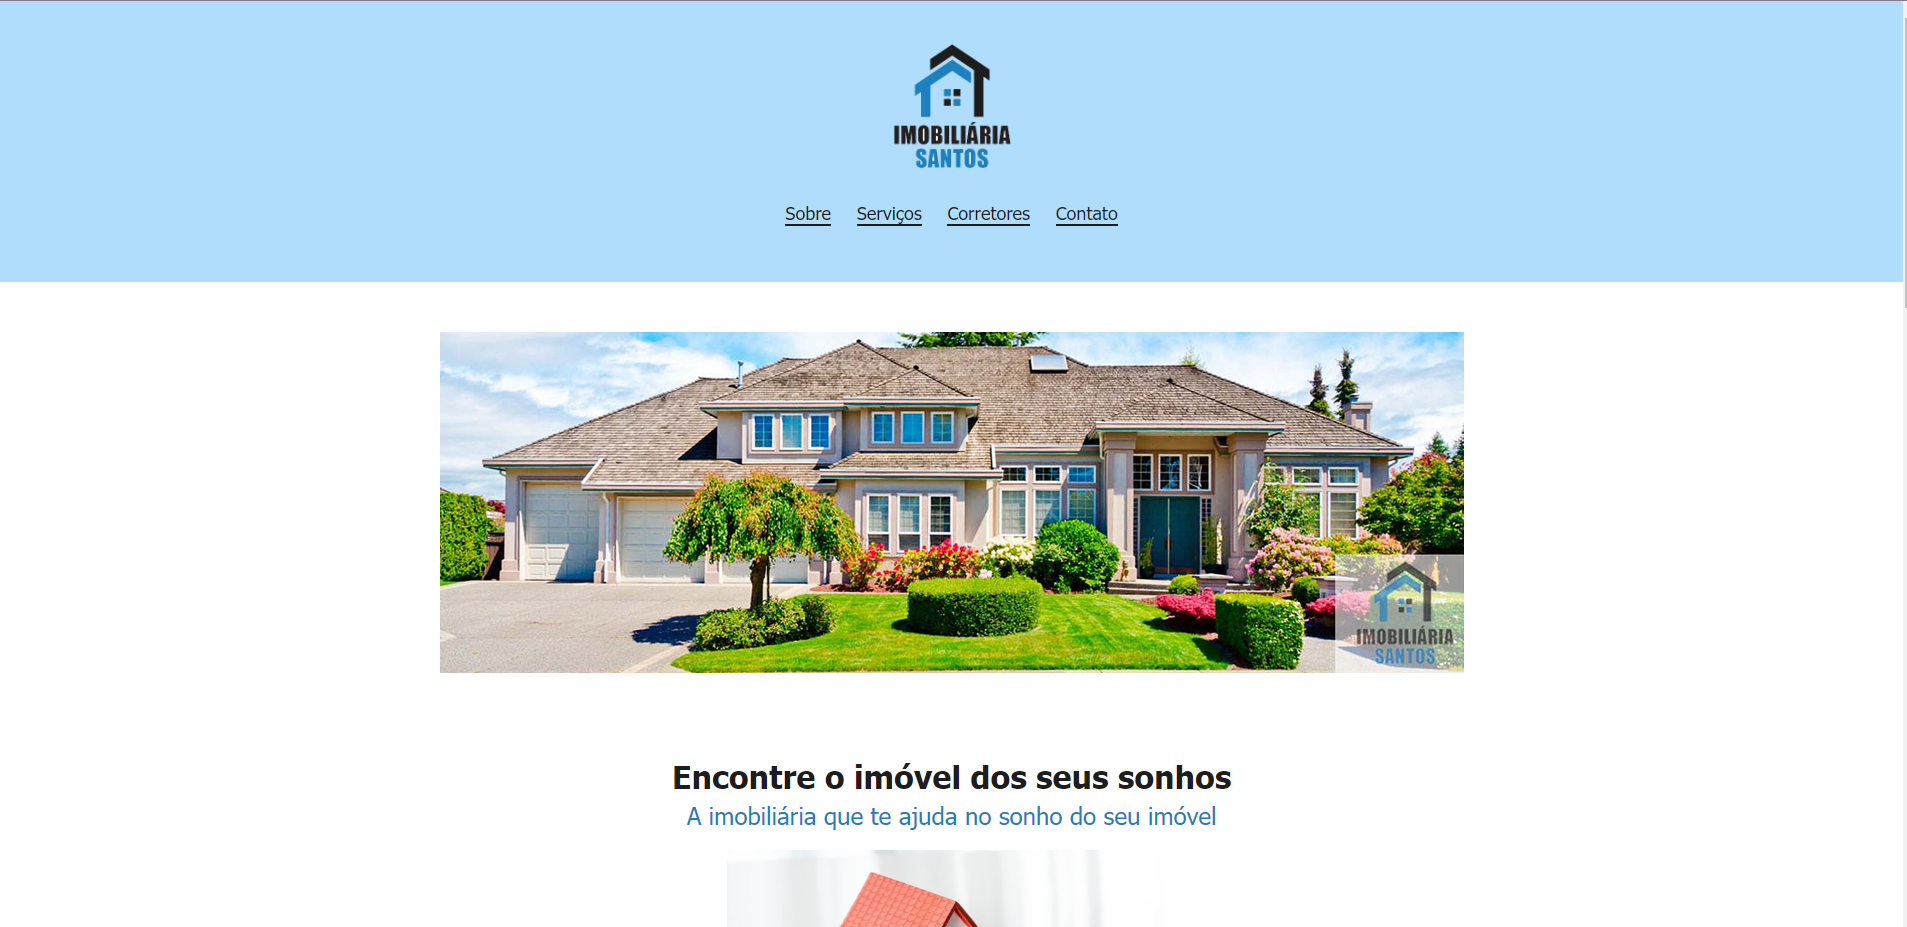 IMOBILIÁRIA
SANTOS
Sobre Serviços Corretores Contato
IMOBILIÁRIA
SANTOS
Encontre o imóvel dos seus sonhos
A imobiliária que te ajuda no sonho do seu imóvel